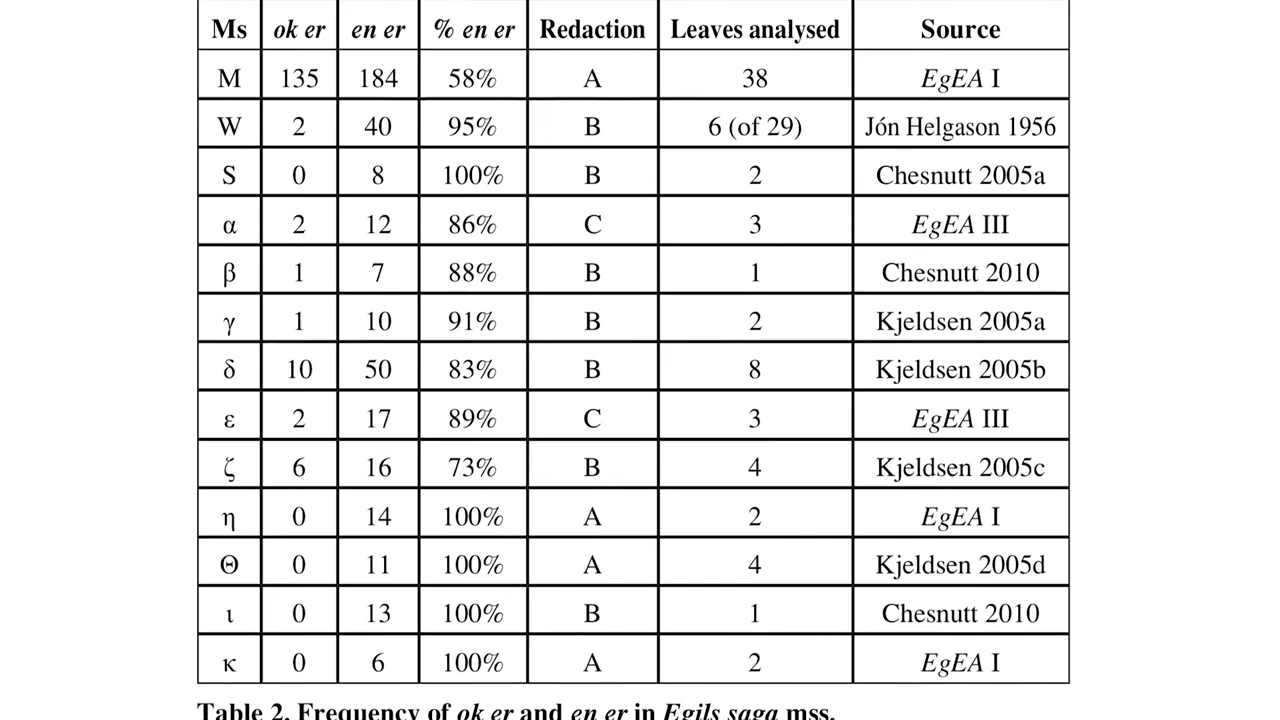 Ms ok er en er % en er Redaction Leaves analysed Source
M 135 184 58% A 38 EgEA I
W 2 40 95% B 6 (of 29) Jón Helgason 1956
S 0 8 100% B 2 Chesnutt 2005a
α 2 12 86% C 3 EgEA III
β 1 7 88% B 1 Chesnutt 2010
γ 1 10 91% B 2 Kjeldsen 2005a
δ 10 50 83% B 8 Kjeldsen 2005b
ε 2 17 89% C 3 EgEA III
ζ 6 16 73% B 4 Kjeldsen 2005c
η 0 14 100% A 2 EgEA I
Θ 0 11 100% A 4 Kjeldsen 2005d
ι 0 13 100% B 1 Chesnutt 2010
κ 0 6 100% A 2 EgEA I
Table 2. Frequency of ok er and en er in Egils saga mss.